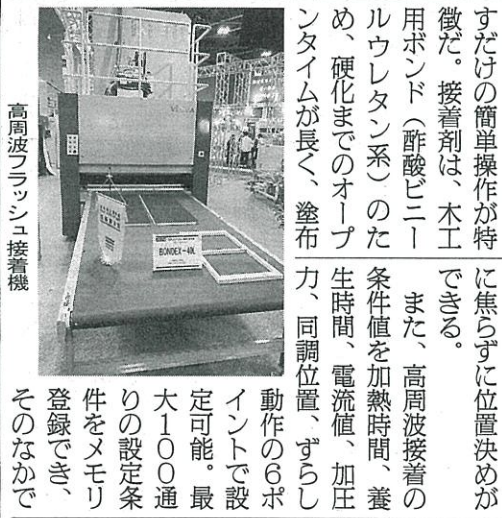 すだけの簡単操作が特
徴だ。接着剤は、木工
用ボンド（酢酸ビニー
ルウレタン系）のた
め、硬化までのオープ
ンタイムが長く、塗布
に焦らずに位置決めが
できる。
また、高周波接着の
条件値を加熱時間、養
生時間、電流値、加圧
力、同調位置、ずらし
動作の6ポ
イントで設
定可能。最
大100通
りの設定条
件をメモリ
登録でき、
そのなかで
BONDEX-40L
高周波フラッシュ接着機